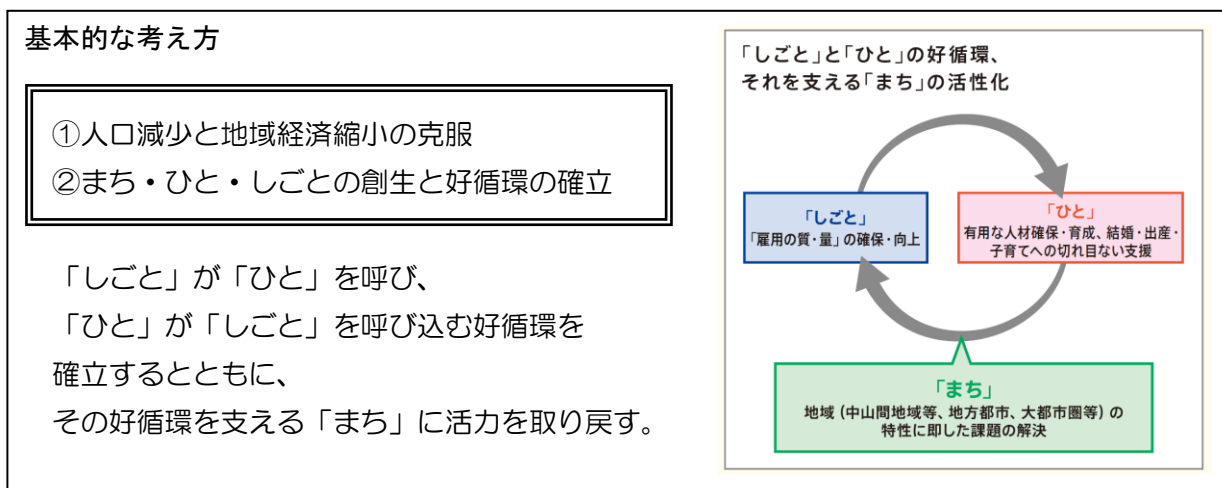 基本的な考え方
①人口減少と地域経済縮小の克服
②まち・ひと・しごとの創生と好循環の確立
「しごと」が「ひと」を呼び、
「ひと」が「しごと」を呼び込む好循環を
確立するとともに、
その好循環を支える「まち」に活力を取り戻す。
「しごと」と「ひと」の好循環、
それを支える「まち」の活性化
「しごと」
「雇用の質・量」の確保・向上
「ひと」
有用な人材確保・育成、結婚・出産・
子育てへの切れ目ない支援
「まち」
地域（中山間地域等、地方都市、大都市圏等）の
特性に即した課題の解決